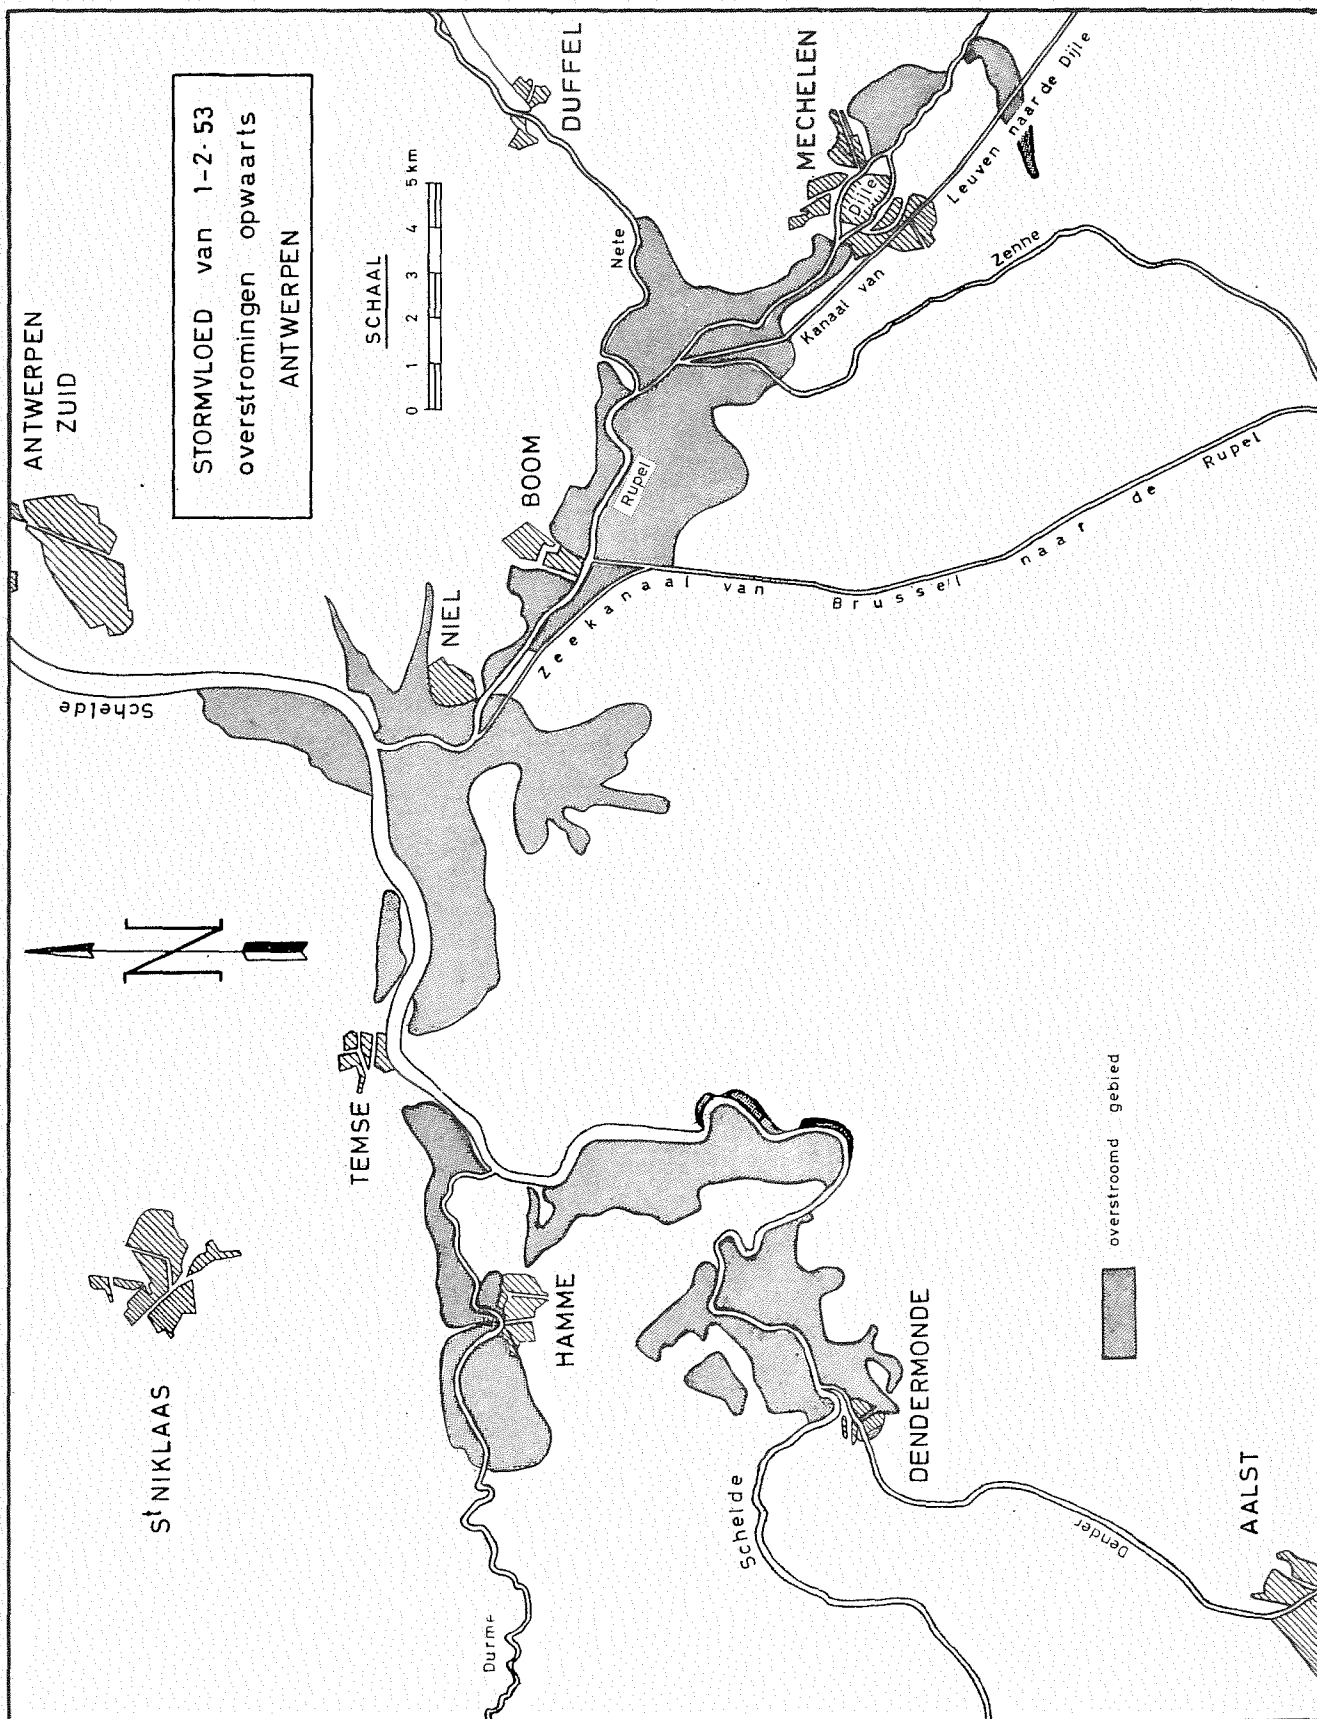 STORMVLOED van 1-2-53
overstromingen opwaarts
ANTWERPEN
SCHAAL
0 1 2 3 4 5 km
ANTWERPEN
ZUID
DUFFEL
MECHELEN
BOOM
NIEL
TEMSE
St NIKLAAS
HAMME
DENDERMONDE
AALST
Schelde
Nete
Dijle
Rupel
Kanaal van Leuven naar de Dijle
Zenne
Zeekanaal van Brussel naar de Rupel
N
Durme
Schelde
Dender
overstroomd gebied